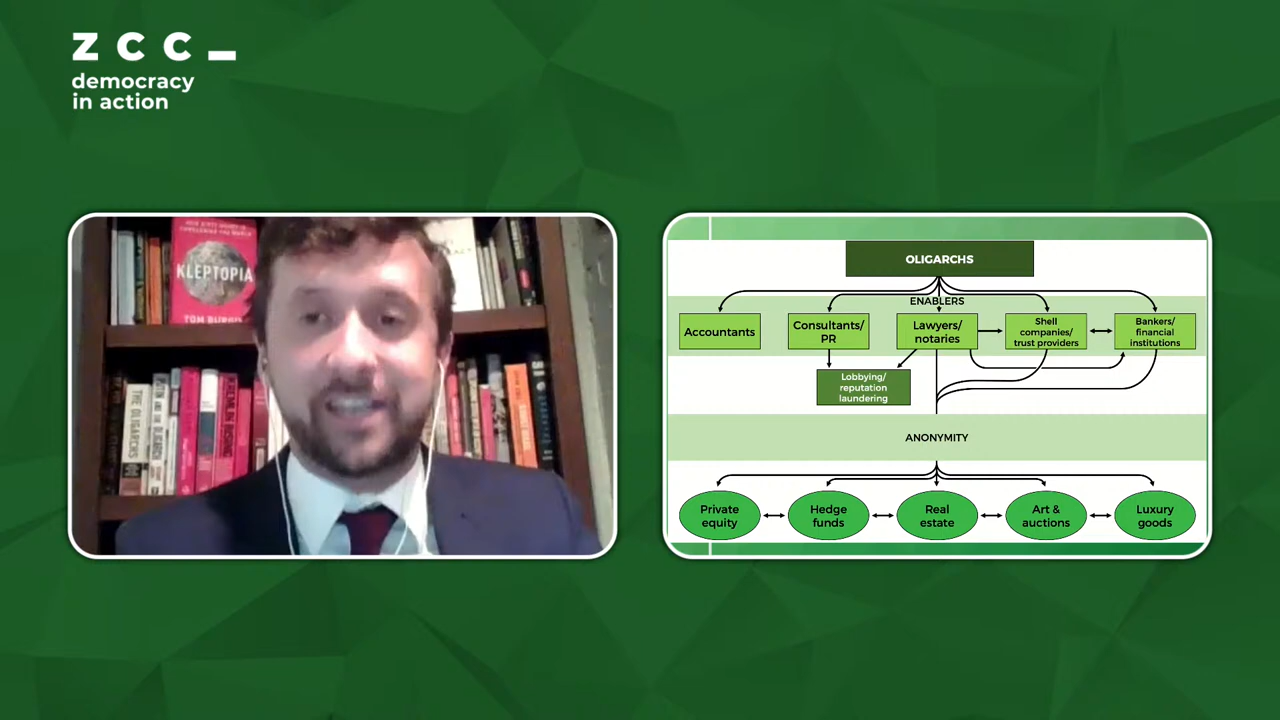 zcc_
democracy
in action
KLEPTOPIA
TOM BURGIS
THE OLIGARCHS
OLIGARCHS
ENABLERS
Accountants
Consultants/
PR
Lawyers/
notaries
Shell
companies/
trust providers
Bankers/
financial
institutions
Lobbying/
reputation
laundering
ANONYMITY
Private
equity
Hedge
funds
Real
estate
Art &
auctions
Luxury
goods